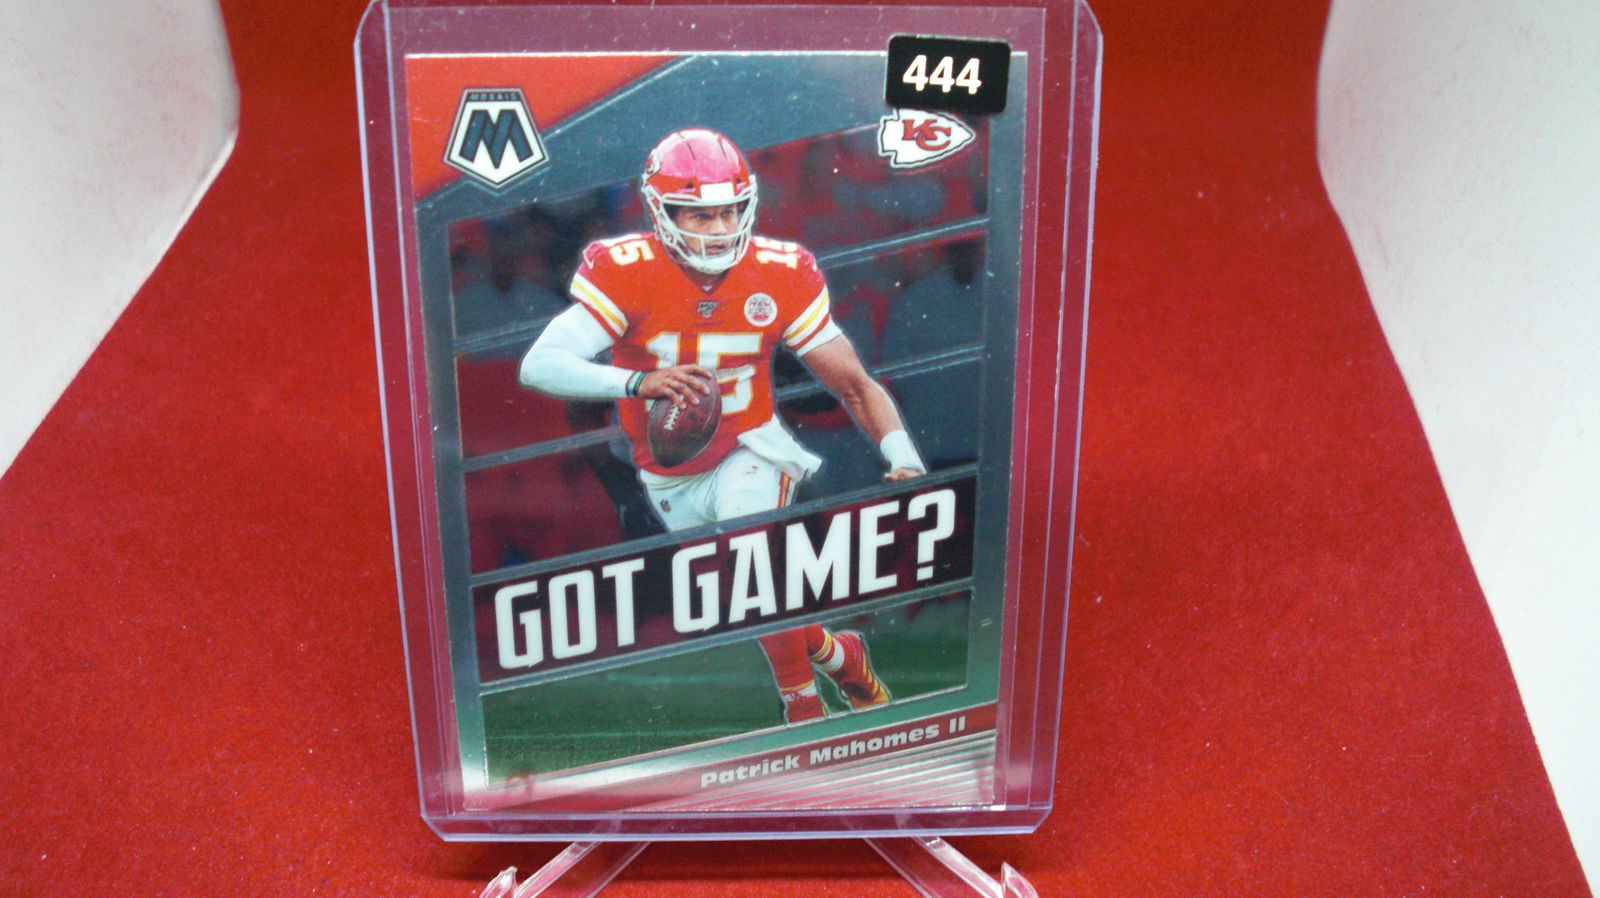 444
MOSAIC
M
KC
15
15
15
GOT GAME?
Patrick Mahomes II